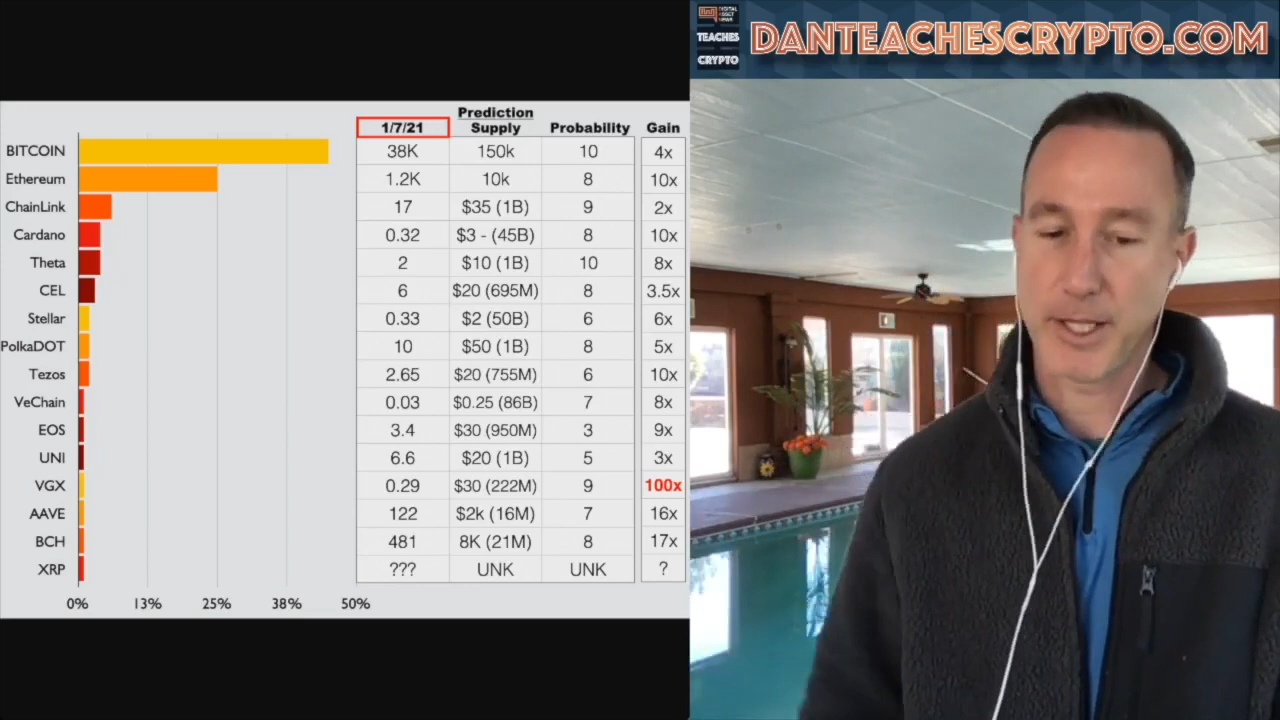 DIGITAL
ASSET
NEWS
TEACHES
CRYPTO
DANTEACHESCRYPTO.COM
1/7/21 Prediction Supply Probability Gain
BITCOIN 38K 150k 10 4x
Ethereum 1.2K 10k 8 10x
ChainLink 17 $35 (1B) 9 2x
Cardano 0.32 $3 - (45B) 8 10x
Theta 2 $10 (1B) 10 8x
CEL 6 $20 (695M) 8 3.5x
Stellar 0.33 $2 (50B) 6 6x
PolkaDOT 10 $50 (1B) 8 5x
Tezos 2.65 $20 (755M) 6 10x
VeChain 0.03 $0.25 (86B) 7 8x
EOS 3.4 $30 (950M) 3 9x
UNI 6.6 $20 (1B) 5 3x
VGX 0.29 $30 (222M) 9 100x
AAVE 122 $2k (16M) 7 16x
BCH 481 8K (21M) 8 17x
XRP ??? UNK UNK ?
0% 13% 25% 38% 50%